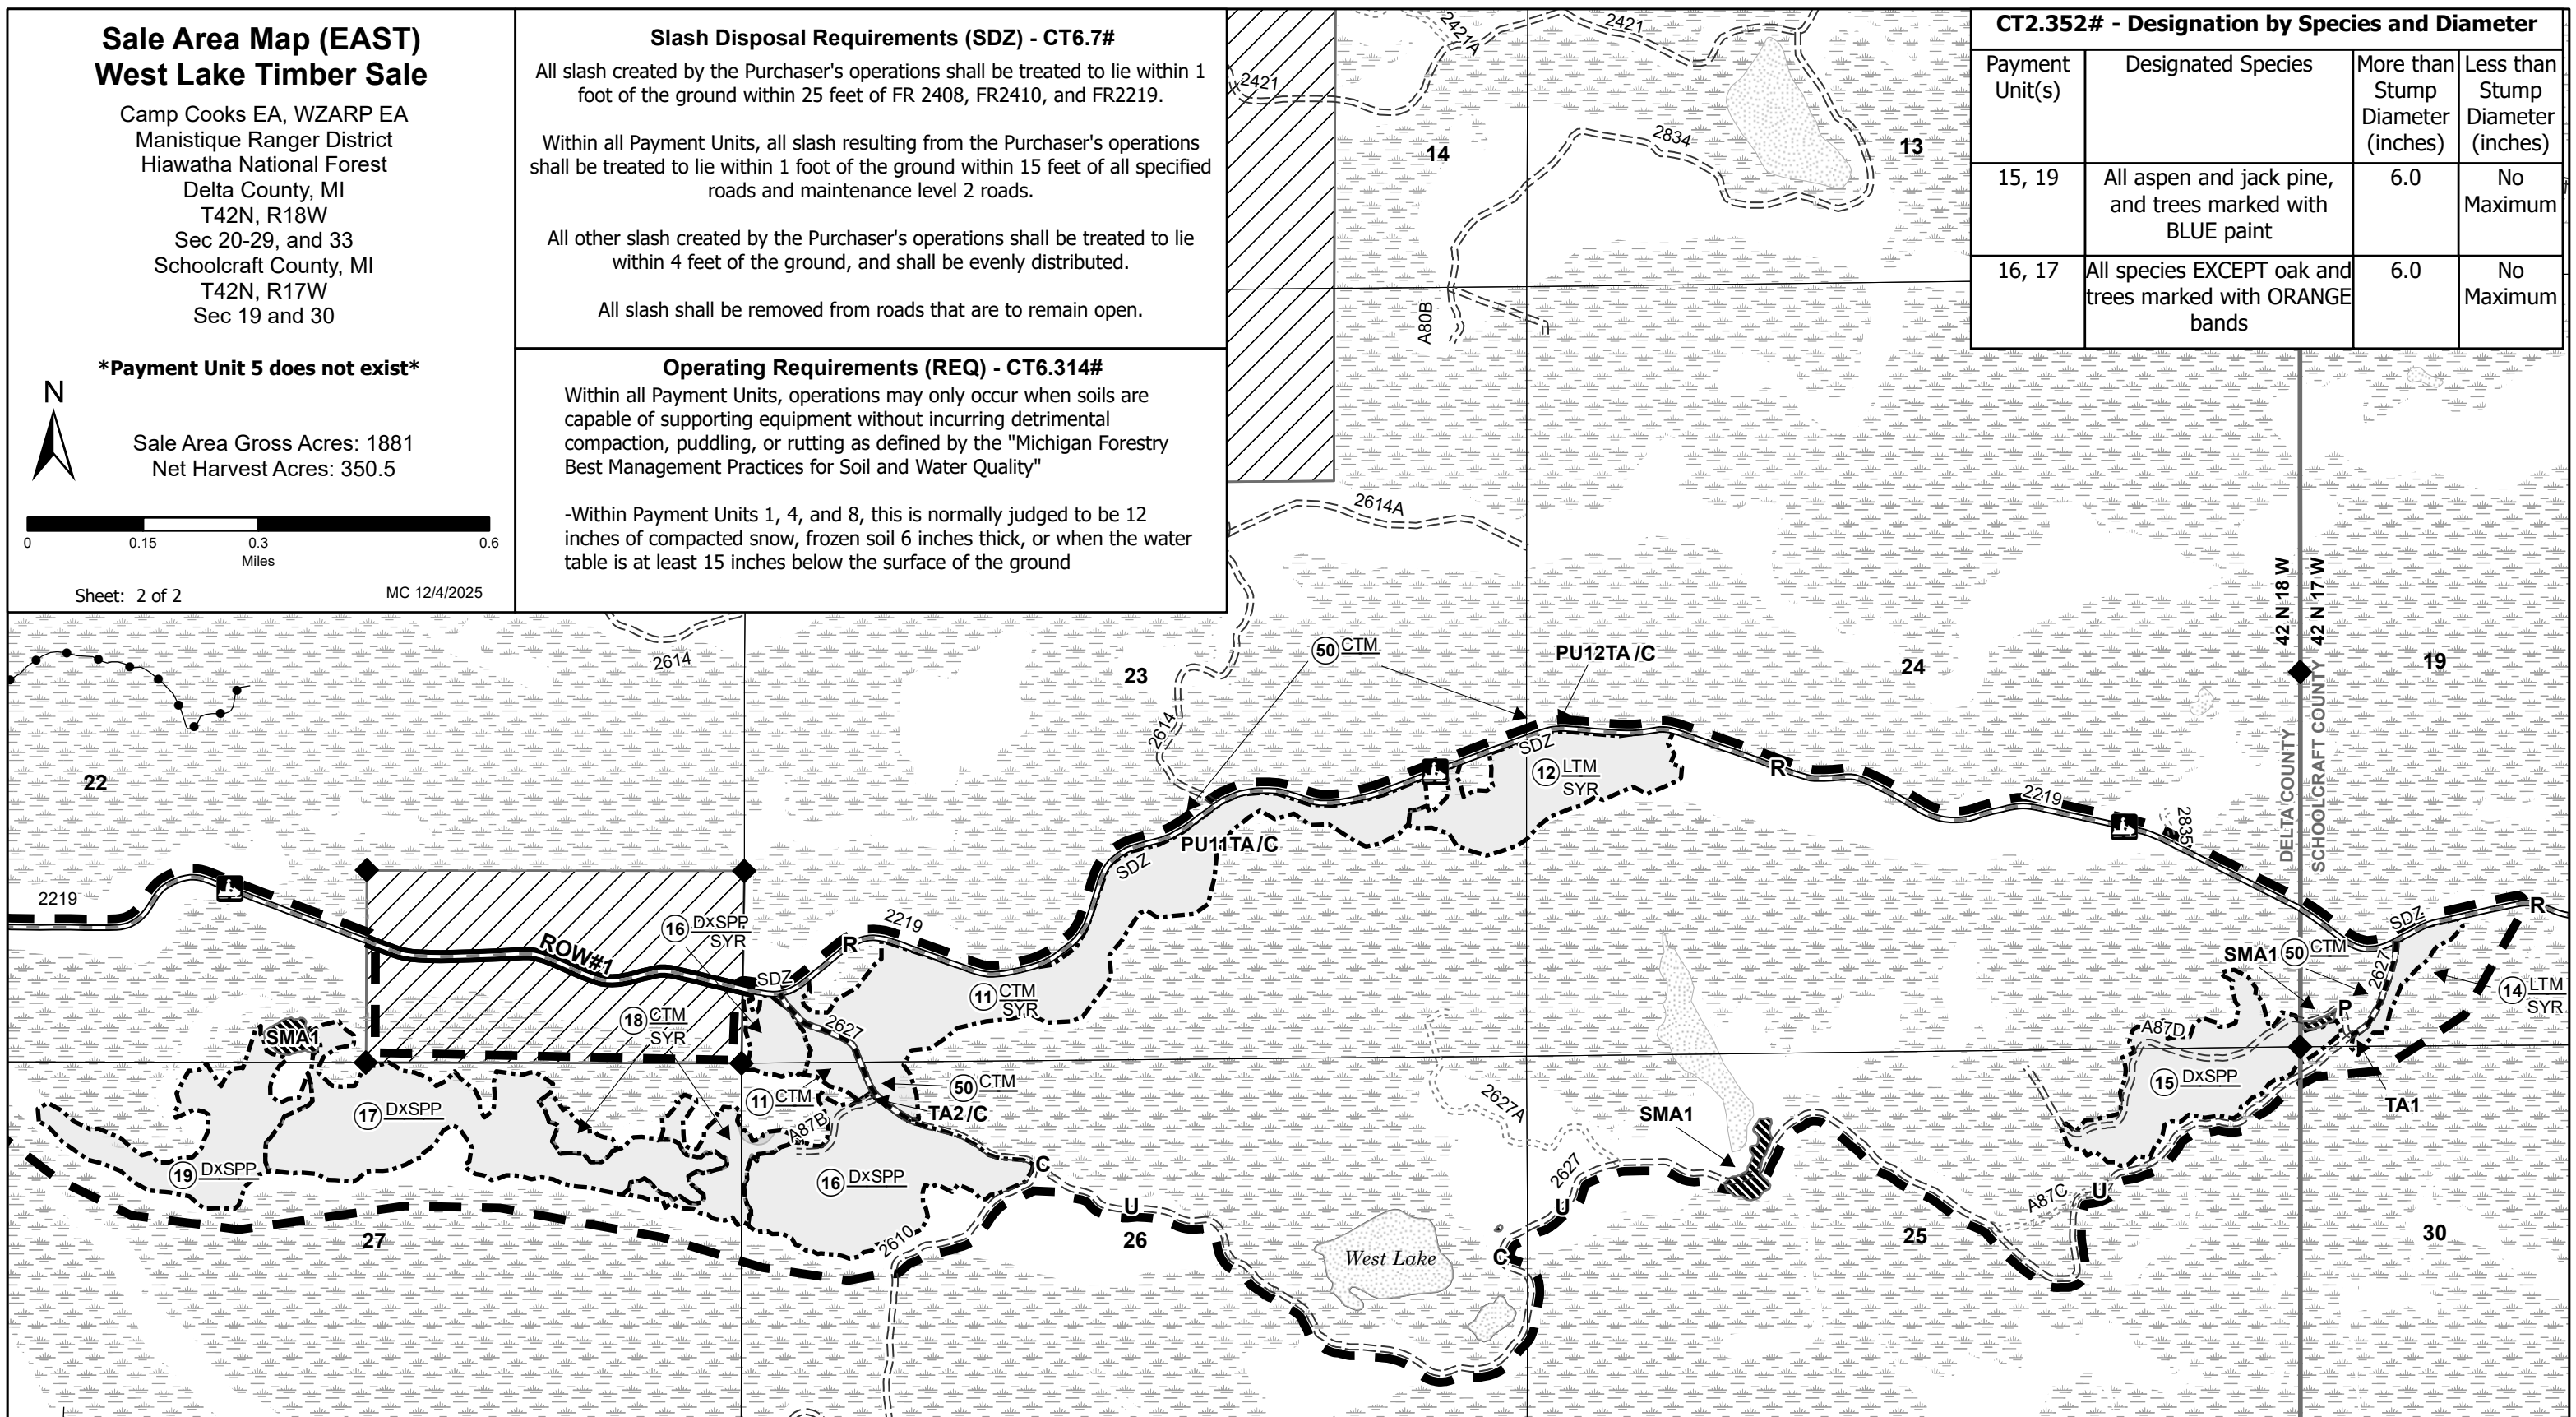 Sale Area Map (EAST)
West Lake Timber Sale
Camp Cooks EA, WZARP EA
Manistique Ranger District
Hiawatha National Forest
Delta County, MI
T42N, R18W
Sec 20-29, and 33
Schoolcraft County, MI
T42N, R17W
Sec 19 and 30
*Payment Unit 5 does not exist*
N
Sale Area Gross Acres: 1881
Net Harvest Acres: 350.5
0 0.15 0.3 0.6
Miles
Sheet: 2 of 2
MC 12/4/2025
Slash Disposal Requirements (SDZ) - CT6.7#
All slash created by the Purchaser's operations shall be treated to lie within 1
foot of the ground within 25 feet of FR 2408, FR2410, and FR2219.
Within all Payment Units, all slash resulting from the Purchaser's operations
shall be treated to lie within 1 foot of the ground within 15 feet of all specified
roads and maintenance level 2 roads.
All other slash created by the Purchaser's operations shall be treated to lie
within 4 feet of the ground, and shall be evenly distributed.
All slash shall be removed from roads that are to remain open.
Operating Requirements (REQ) - CT6.314#
Within all Payment Units, operations may only occur when soils are
capable of supporting equipment without incurring detrimental
compaction, puddling, or rutting as defined by the "Michigan Forestry
Best Management Practices for Soil and Water Quality"
-Within Payment Units 1, 4, and 8, this is normally judged to be 12
inches of compacted snow, frozen soil 6 inches thick, or when the water
table is at least 15 inches below the surface of the ground
CT2.352# - Designation by Species and Diameter
Payment
Unit(s)
Designated Species
More than
Stump
Diameter
(inches)
Less than
Stump
Diameter
(inches)
15, 19
All aspen and jack pine,
and trees marked with
BLUE paint
6.0
No
Maximum
16, 17
All species EXCEPT oak and
trees marked with ORANGE
bands
6.0
No
Maximum
2421A
2421
2421
2834
14
13
A80B
2614A
42 N 18 W
42 N 17 W
2614
23
50 CTM
PU12TA /C
24
19
2614
DELTA COUNTY
SCHOOLCRAFT COUNTY
22
SDZ
12 LTM
SYR
R
2219
2835
PU11TA /C
SDZ
2219
16 DxSPP
SYR
2219
R
SDZ
R
ROW#1
SDZ
SMA1
50 CTM
2627
11 CTM
SYR
14 LTM
SYR
18 CTM
SYR
2627
P
SMA1
A87D
15 DxSPP
50 CTM
11 CTM
TA2 /C
A87B
2627A
SMA1
TA1
17 DxSPP
19 DxSPP
16 DxSPP
C
2627
U
U
A87C
U
27
2610
26
West Lake
C
25
30